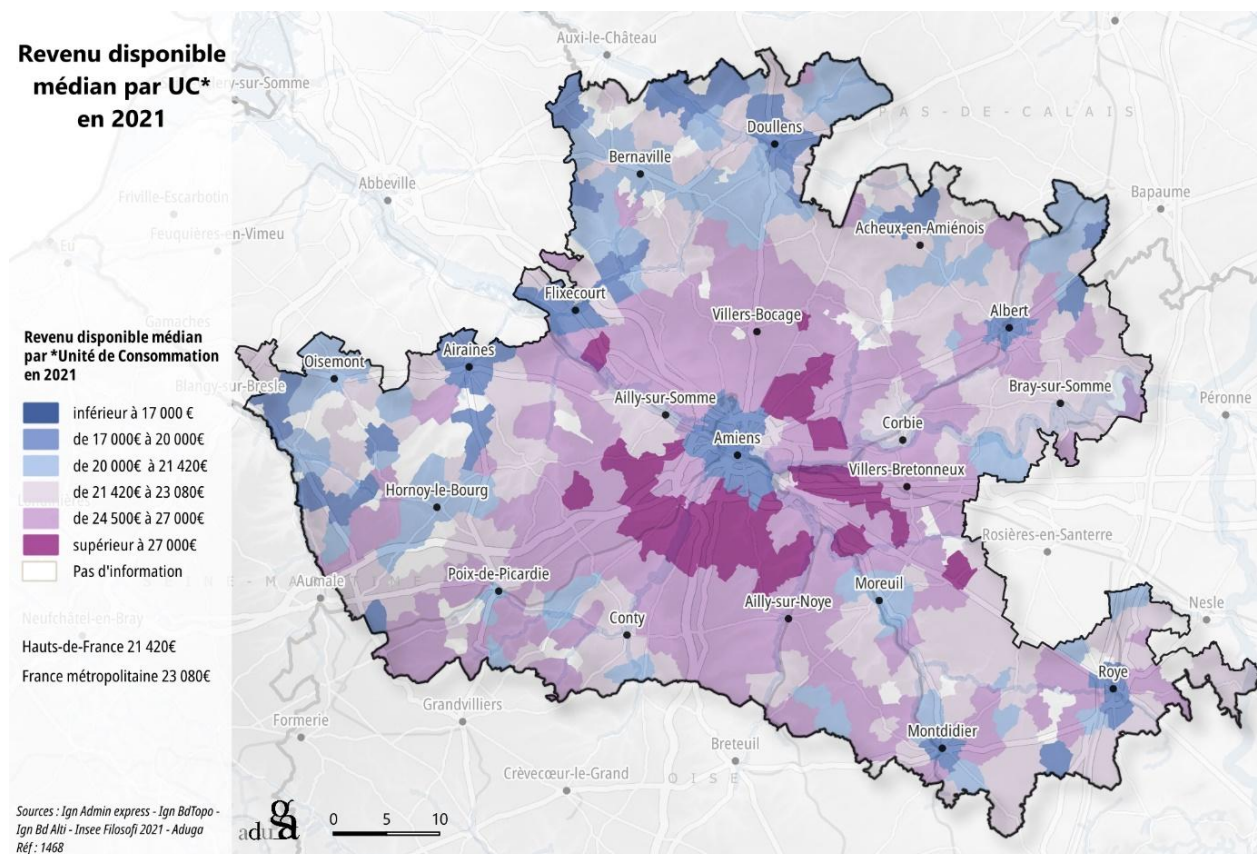 Revenu disponible
médian par UC*
en 2021
Revenu disponible médian
par *Unité de Consommation
en 2021
inférieur à 17 000 €
de 17 000€ à 20 000€
de 20 000€ à 21 420€
de 21 420€ à 23 080€
de 24 500€ à 27 000€
supérieur à 27 000€
Pas d'information
Hauts-de-France 21 420€
France métropolitaine 23 080€
Sources : Ign Admin express - Ign BdTopo -
Ign Bd Alti - Insee Filosofi 2021 - Aduga
Réf : 1468
aduga
0 5 10
Auxi-le-Château
PAS-DE-CALAIS
Doullens
Bernaville
Abbeville
Friville-Escarbotin
Bapaume
Acheux-en-Amiénois
Feuquières-en-Vimeu
Eu
Flixecourt
Villers-Bocage
Albert
Gamaches
Airaines
Oisemont
Blangy-sur-Bresle
Bray-sur-Somme
Péronne
Ailly-sur-Somme
Corbie
Amiens
Villers-Bretonneux
Hornoy-le-Bourg
Rosières-en-Santerre
Aumale
Poix-de-Picardie
Moreuil
Nesle
Ailly-sur-Noye
Neufchâtel-en-Bray
Conty
Roye
Grandvilliers
Formerie
Montdidier
Breteuil
Crèvecœur-le-Grand
OISE